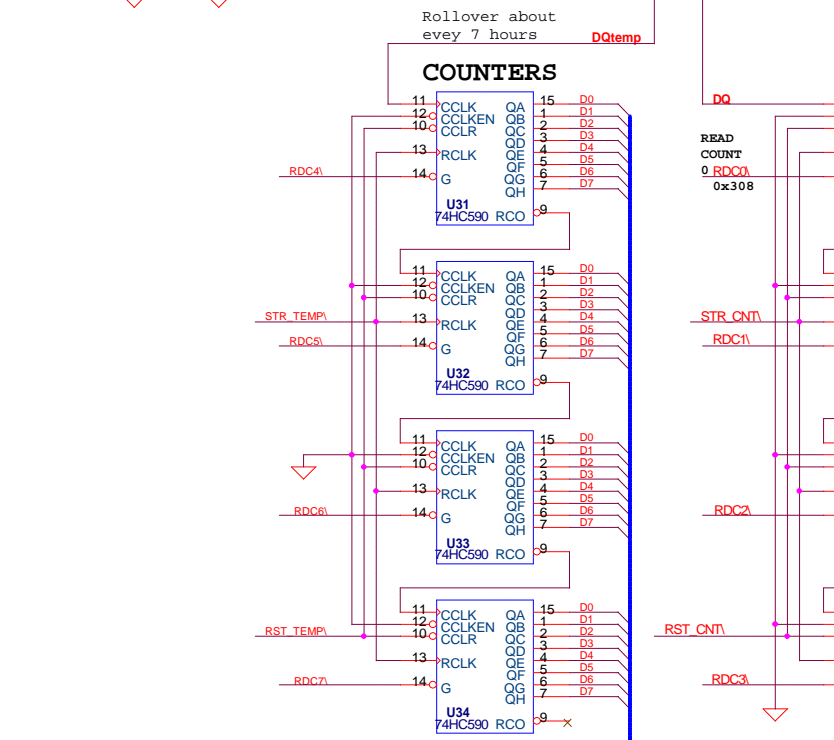 Rollover about
evey 7 hours
DQtemp
COUNTERS
11 CCLK QA 15 D0
12 CCLKEN QB 1 D1
10 CCLR QC 2 D2
QD 3 D3
13 RCLK QE 4 D4
QF 5 D5
RDC4\ 14 G QG 6 D6
QH 7 D7
U31
74HC590 RCO 9
DQ
READ
COUNT
0 RDC0\
0x308
11 CCLK QA 15 D0
12 CCLKEN QB 1 D1
10 CCLR QC 2 D2
QD 3 D3
STR_TEMP\ 13 RCLK QE 4 D4
QF 5 D5
RDC5\ 14 G QG 6 D6
QH 7 D7
U32
74HC590 RCO 9
STR_CNT\
RDC1\
11 CCLK QA 15 D0
12 CCLKEN QB 1 D1
10 CCLR QC 2 D2
QD 3 D3
13 RCLK QE 4 D4
QF 5 D5
RDC6\ 14 G QG 6 D6
QH 7 D7
U33
74HC590 RCO 9
RDC2\
11 CCLK QA 15 D0
12 CCLKEN QB 1 D1
RST_TEMP\ 10 CCLR QC 2 D2
QD 3 D3
13 RCLK QE 4 D4
QF 5 D5
RDC7\ 14 G QG 6 D6
QH 7 D7
U34
74HC590 RCO 9
RST_CNT\
RDC3\